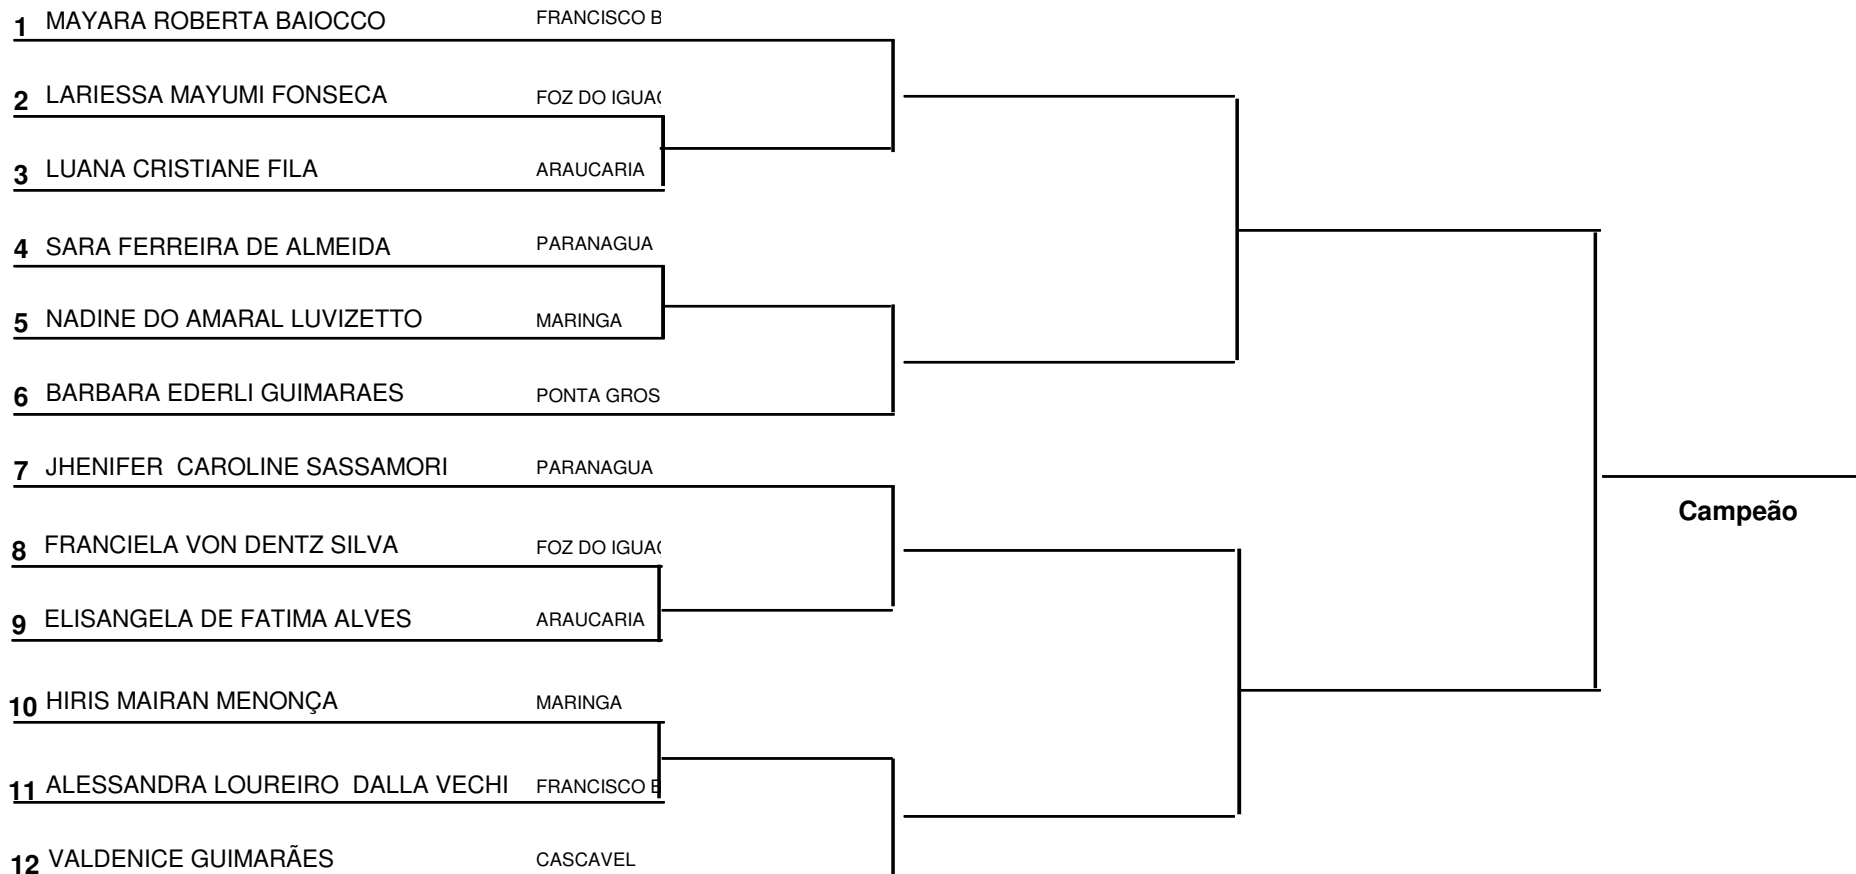 1 MAYARA ROBERTA BAIOCCO FRANCISCO B
2 LARIESSA MAYUMI FONSECA FOZ DO IGUAÇ
3 LUANA CRISTIANE FILA ARAUCARIA
4 SARA FERREIRA DE ALMEIDA PARANAGUA
5 NADINE DO AMARAL LUVIZETTO MARINGA
6 BARBARA EDERLI GUIMARAES PONTA GROS
7 JHENIFER CAROLINE SASSAMORI PARANAGUA
Campeão
8 FRANCIELA VON DENTZ SILVA FOZ DO IGUAÇ
9 ELISANGELA DE FATIMA ALVES ARAUCARIA
10 HIRIS MAIRAN MENONÇA MARINGA
11 ALESSANDRA LOUREIRO DALLA VECHI FRANCISCO B
12 VALDENICE GUIMARÃES CASCAVEL